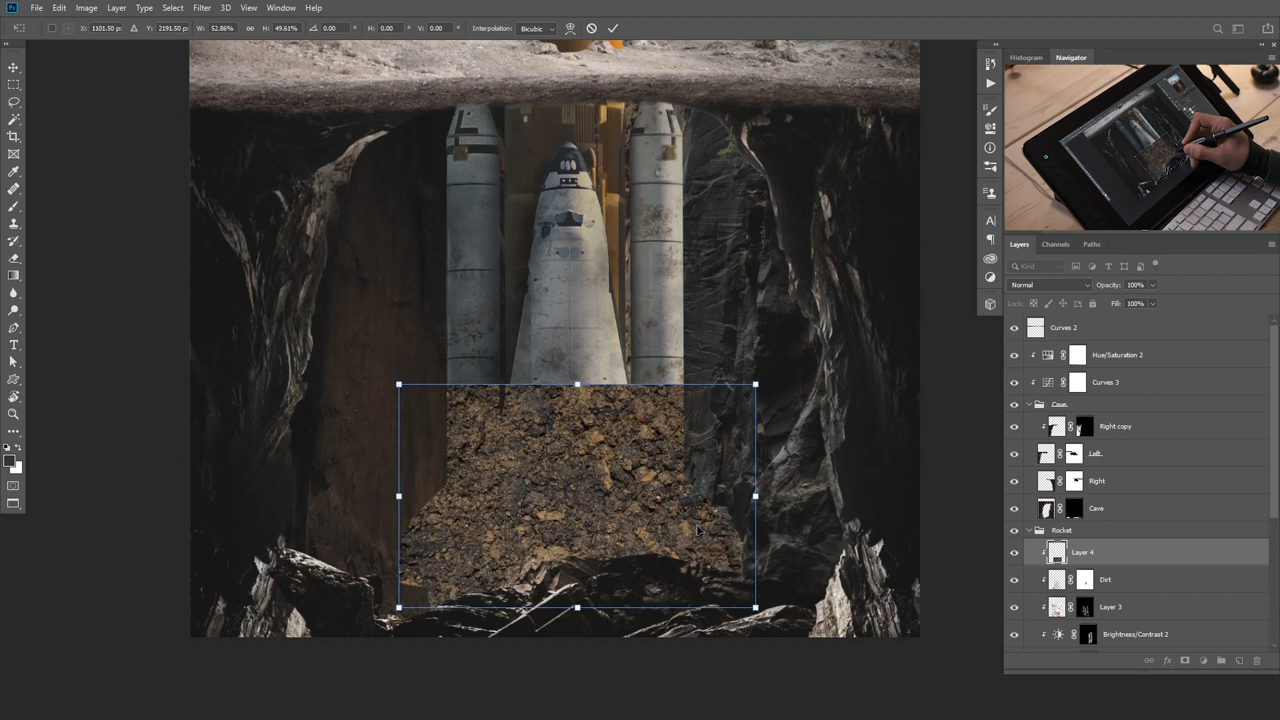 Ps File Edit Image Layer Type Select Filter 3D View Window Help
X: 1101.50 p: Y: 2191.50 p: W: 52.86% H: 49.61% 0.00 ° H: 0.00 ° V: 0.00 ° Interpolation: Bicubic
Histogram Navigator
Layers Channels Paths
Kind
Normal Opacity: 100%
Lock: Fill: 100%
Curves 2
Hue/Saturation 2
Curves 3
Cave
Right copy
Left
Right
Cave
Rocket
Layer 4
Dirt
Layer 3
Brightness/Contrast 2
fx